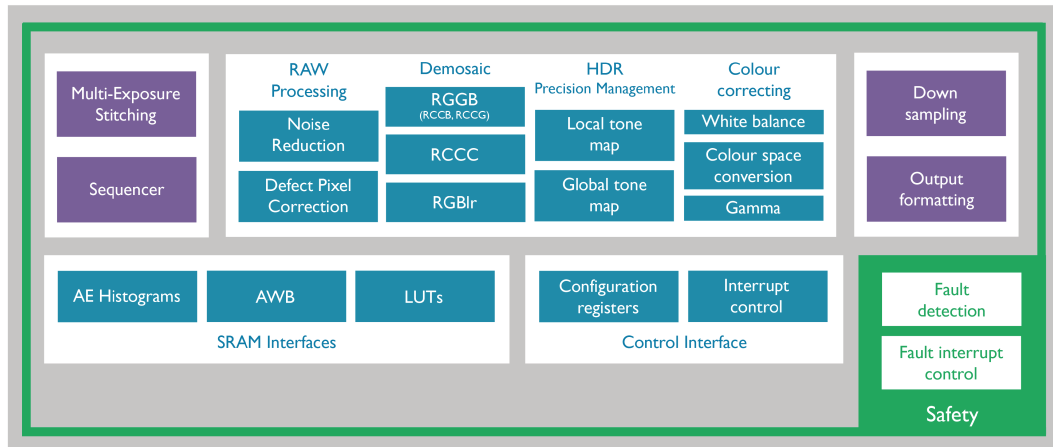 Multi-Exposure
Stitching
Sequencer
RAW
Processing
Noise
Reduction
Defect Pixel
Correction
Demosaic
RGGB
(RCCB, RCCG)
RCCC
RGBIr
HDR
Precision Management
Local tone
map
Global tone
map
Colour
correcting
White balance
Colour space
conversion
Gamma
Down
sampling
Output
formatting
AE Histograms
AWB
LUTs
SRAM Interfaces
Configuration
registers
Interrupt
control
Control Interface
Fault
detection
Fault interrupt
control
Safety